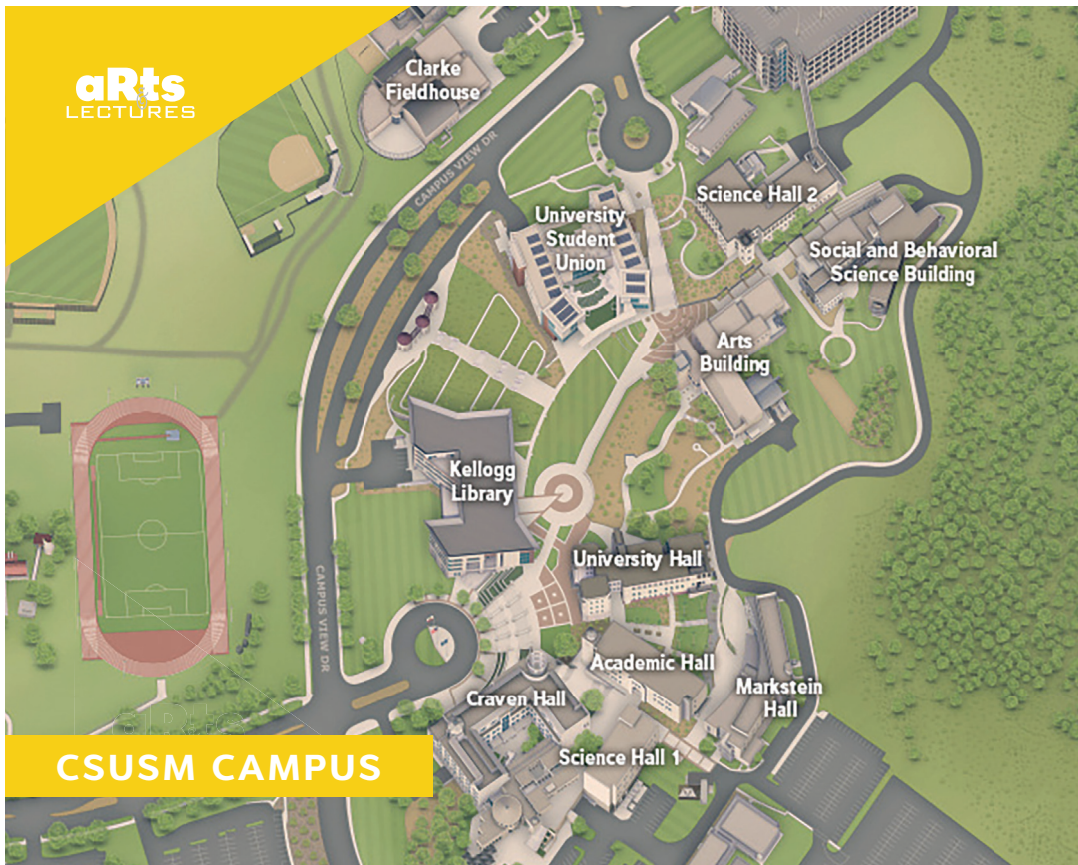 aRts
&
LECTURES
Clarke
Fieldhouse
CAMPUS VIEW DR
Science Hall 2
University
Student
Union
Social and Behavioral
Science Building
Arts
Building
Kellogg
Library
University Hall
CAMPUS VIEW DR
Academic Hall
Markstein
Hall
Craven Hall
Science Hall 1
CSUSM CAMPUS